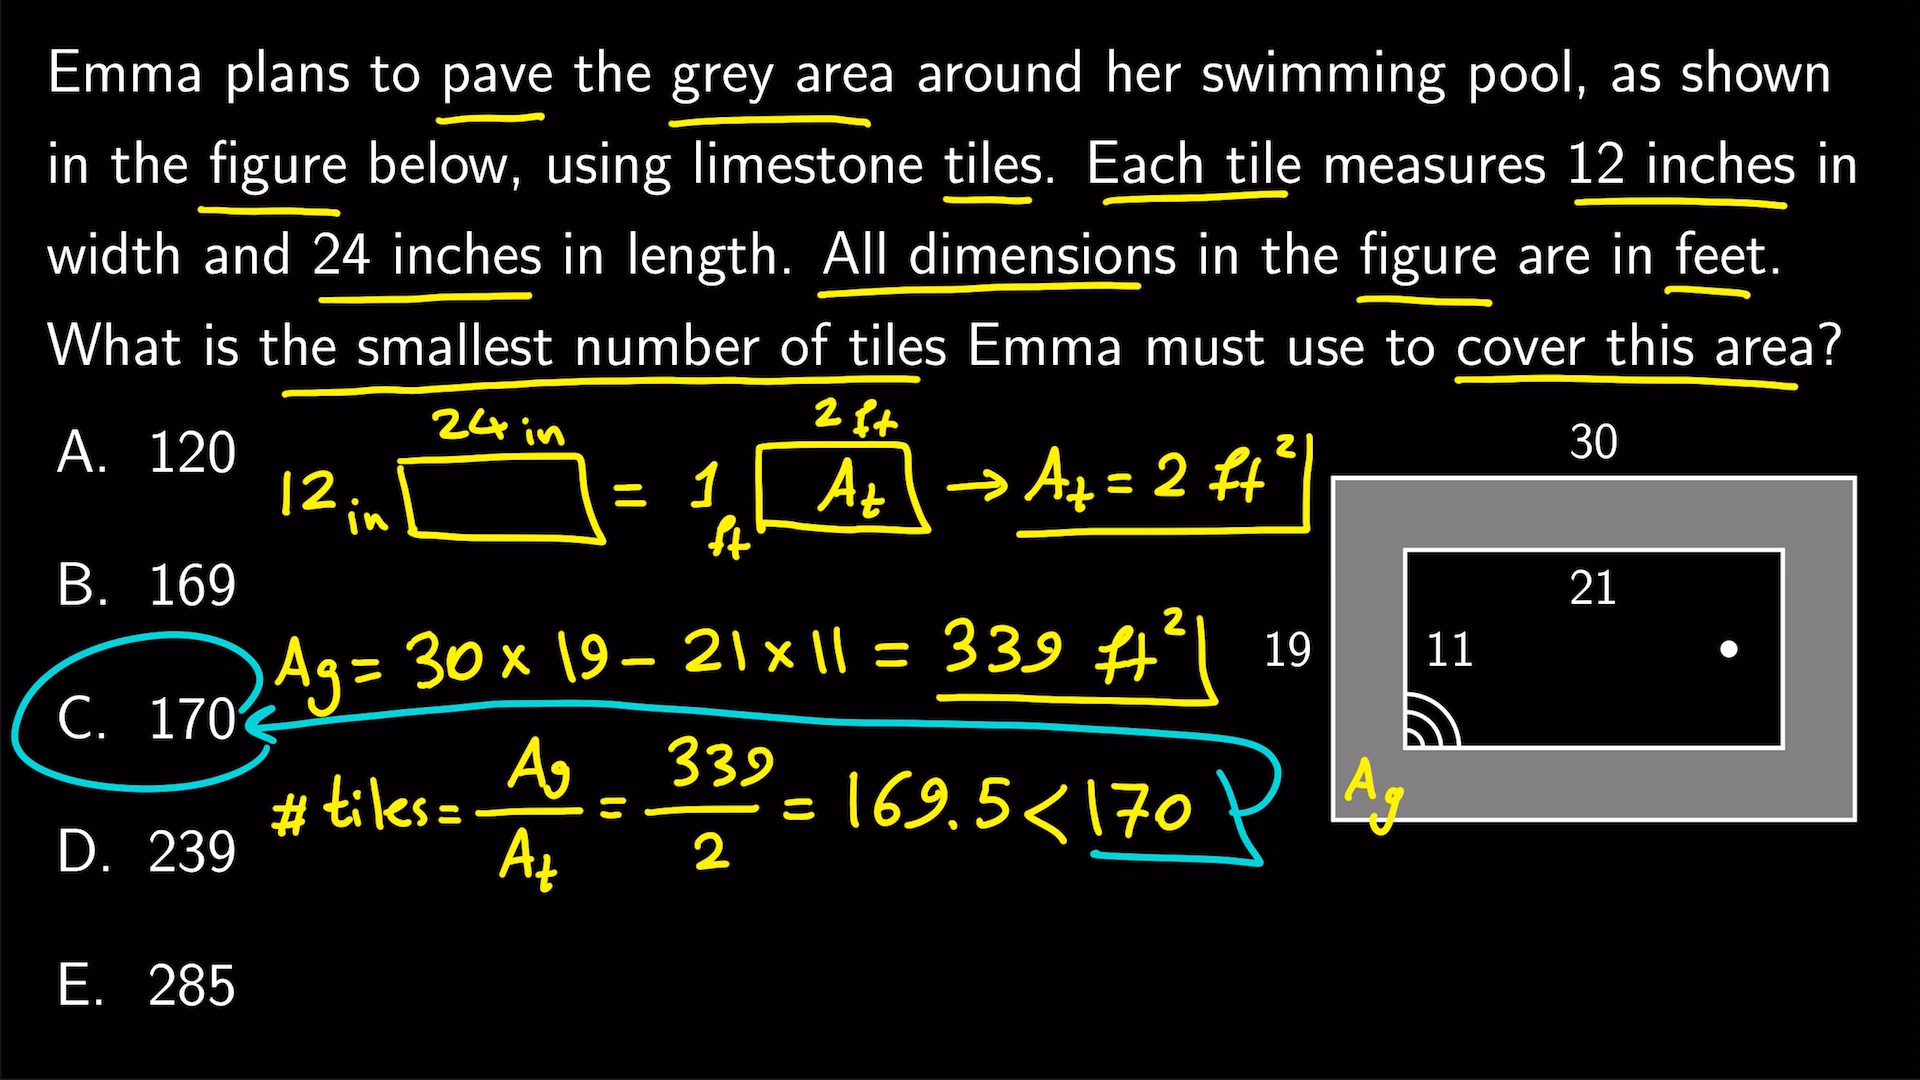 Emma plans to pave the grey area around her swimming pool, as shown
in the figure below, using limestone tiles. Each tile measures 12 inches in
width and 24 inches in length. All dimensions in the figure are in feet.
What is the smallest number of tiles Emma must use to cover this area?
A. 120
B. 169
C. 170
D. 239
E. 285
24 in
12 in
=
1 ft
2 ft
At
→ At = 2 ft²
Ag = 30 × 19 − 21 × 11 = 339 ft²
# tiles = Ag/At = 339/2 = 169.5 < 170
30
21
19
11
Ag